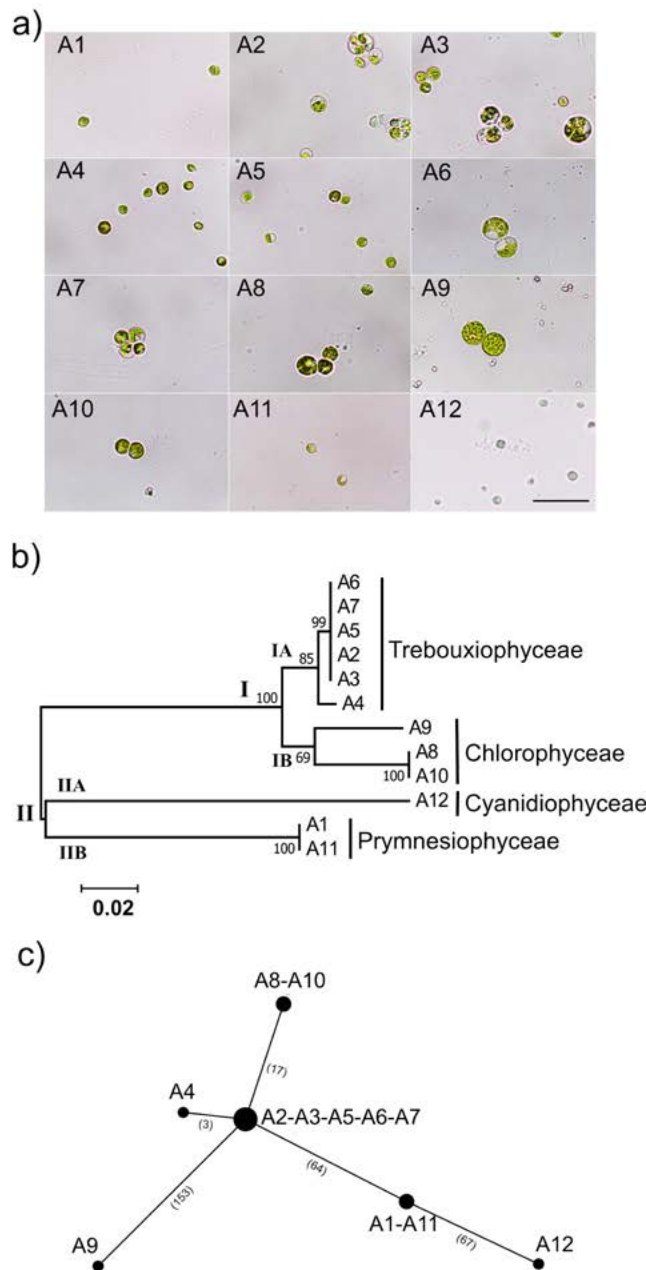 a)
A1 A2 A3
A4 A5 A6
A7 A8 A9
A10 A11 A12
b)
A6
A7
99 A5
IA 85 A2 Trebouxiophyceae
A3
I 100 A4
A9
IB 69 A8 Chlorophyceae
100 A10
IIA A12 Cyanidiophyceae
II A1
IIB 100 A11 Prymnesiophyceae
0.02
c)
A8-A10
(17)
A4
(3) A2-A3-A5-A6-A7
(64)
(153)
A1-A11
(67)
A9 A12